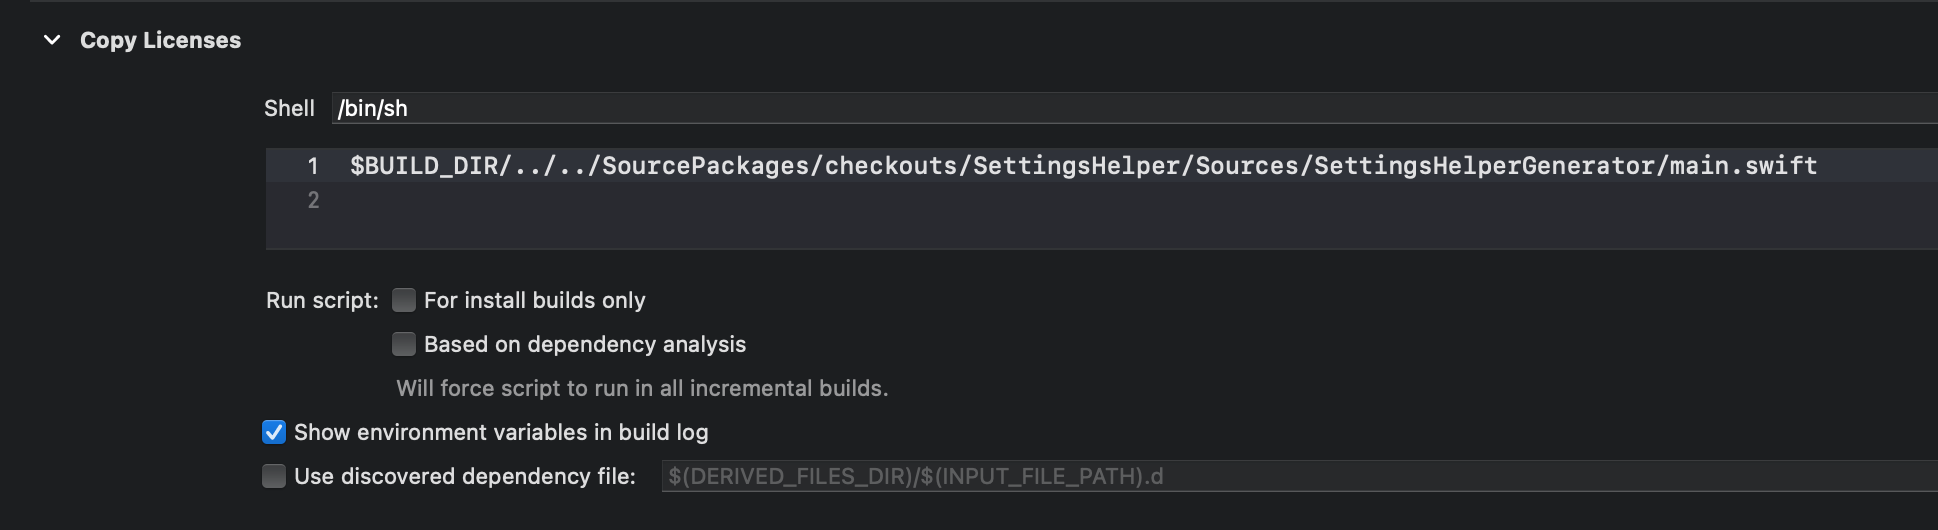 Copy Licenses
Shell /bin/sh
1 $BUILD_DIR/../../SourcePackages/checkouts/SettingsHelper/Sources/SettingsHelperGenerator/main.swift
2
Run script: For install builds only
Based on dependency analysis
Will force script to run in all incremental builds.
Show environment variables in build log
Use discovered dependency file: $(DERIVED_FILES_DIR)/$(INPUT_FILE_PATH).d